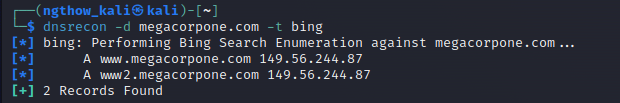 ┌──(ngthow_kali㉿kali)-[~]
└─$ dnsrecon -d megacorpone.com -t bing
[*] bing: Performing Bing Search Enumeration against megacorpone.com...
[*]      A www.megacorpone.com 149.56.244.87
[*]      A www2.megacorpone.com 149.56.244.87
[+] 2 Records Found